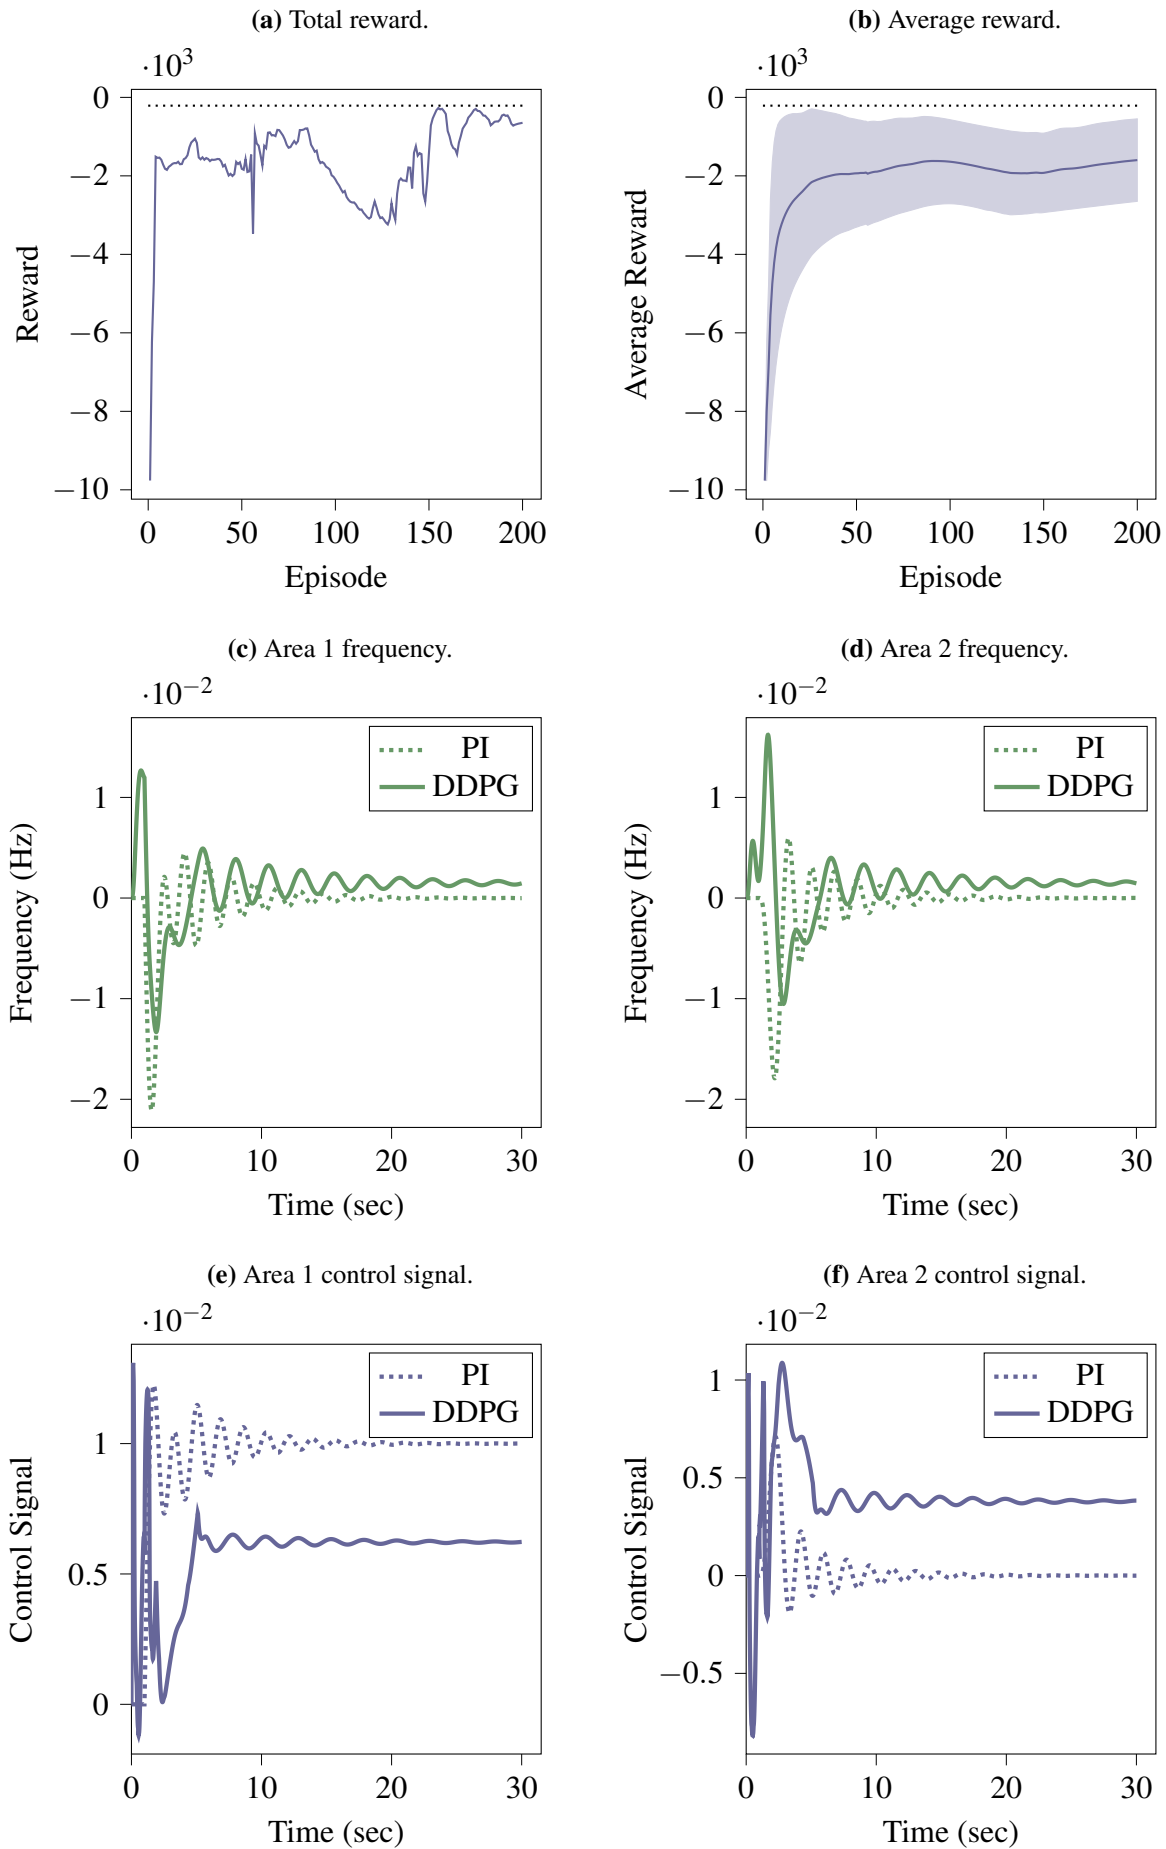 (a) Total reward.
·10³
0
−2
−4
−6
−8
−10
Reward
0 50 100 150 200
Episode
(b) Average reward.
·10³
0
−2
−4
−6
−8
−10
Average Reward
0 50 100 150 200
Episode
(c) Area 1 frequency.
·10⁻²
PI
DDPG
1
0
−1
−2
Frequency (Hz)
0 10 20 30
Time (sec)
(d) Area 2 frequency.
·10⁻²
PI
DDPG
1
0
−1
−2
Frequency (Hz)
0 10 20 30
Time (sec)
(e) Area 1 control signal.
·10⁻²
PI
DDPG
1
0.5
0
Control Signal
0 10 20 30
Time (sec)
(f) Area 2 control signal.
·10⁻²
PI
DDPG
1
0.5
0
−0.5
Control Signal
0 10 20 30
Time (sec)